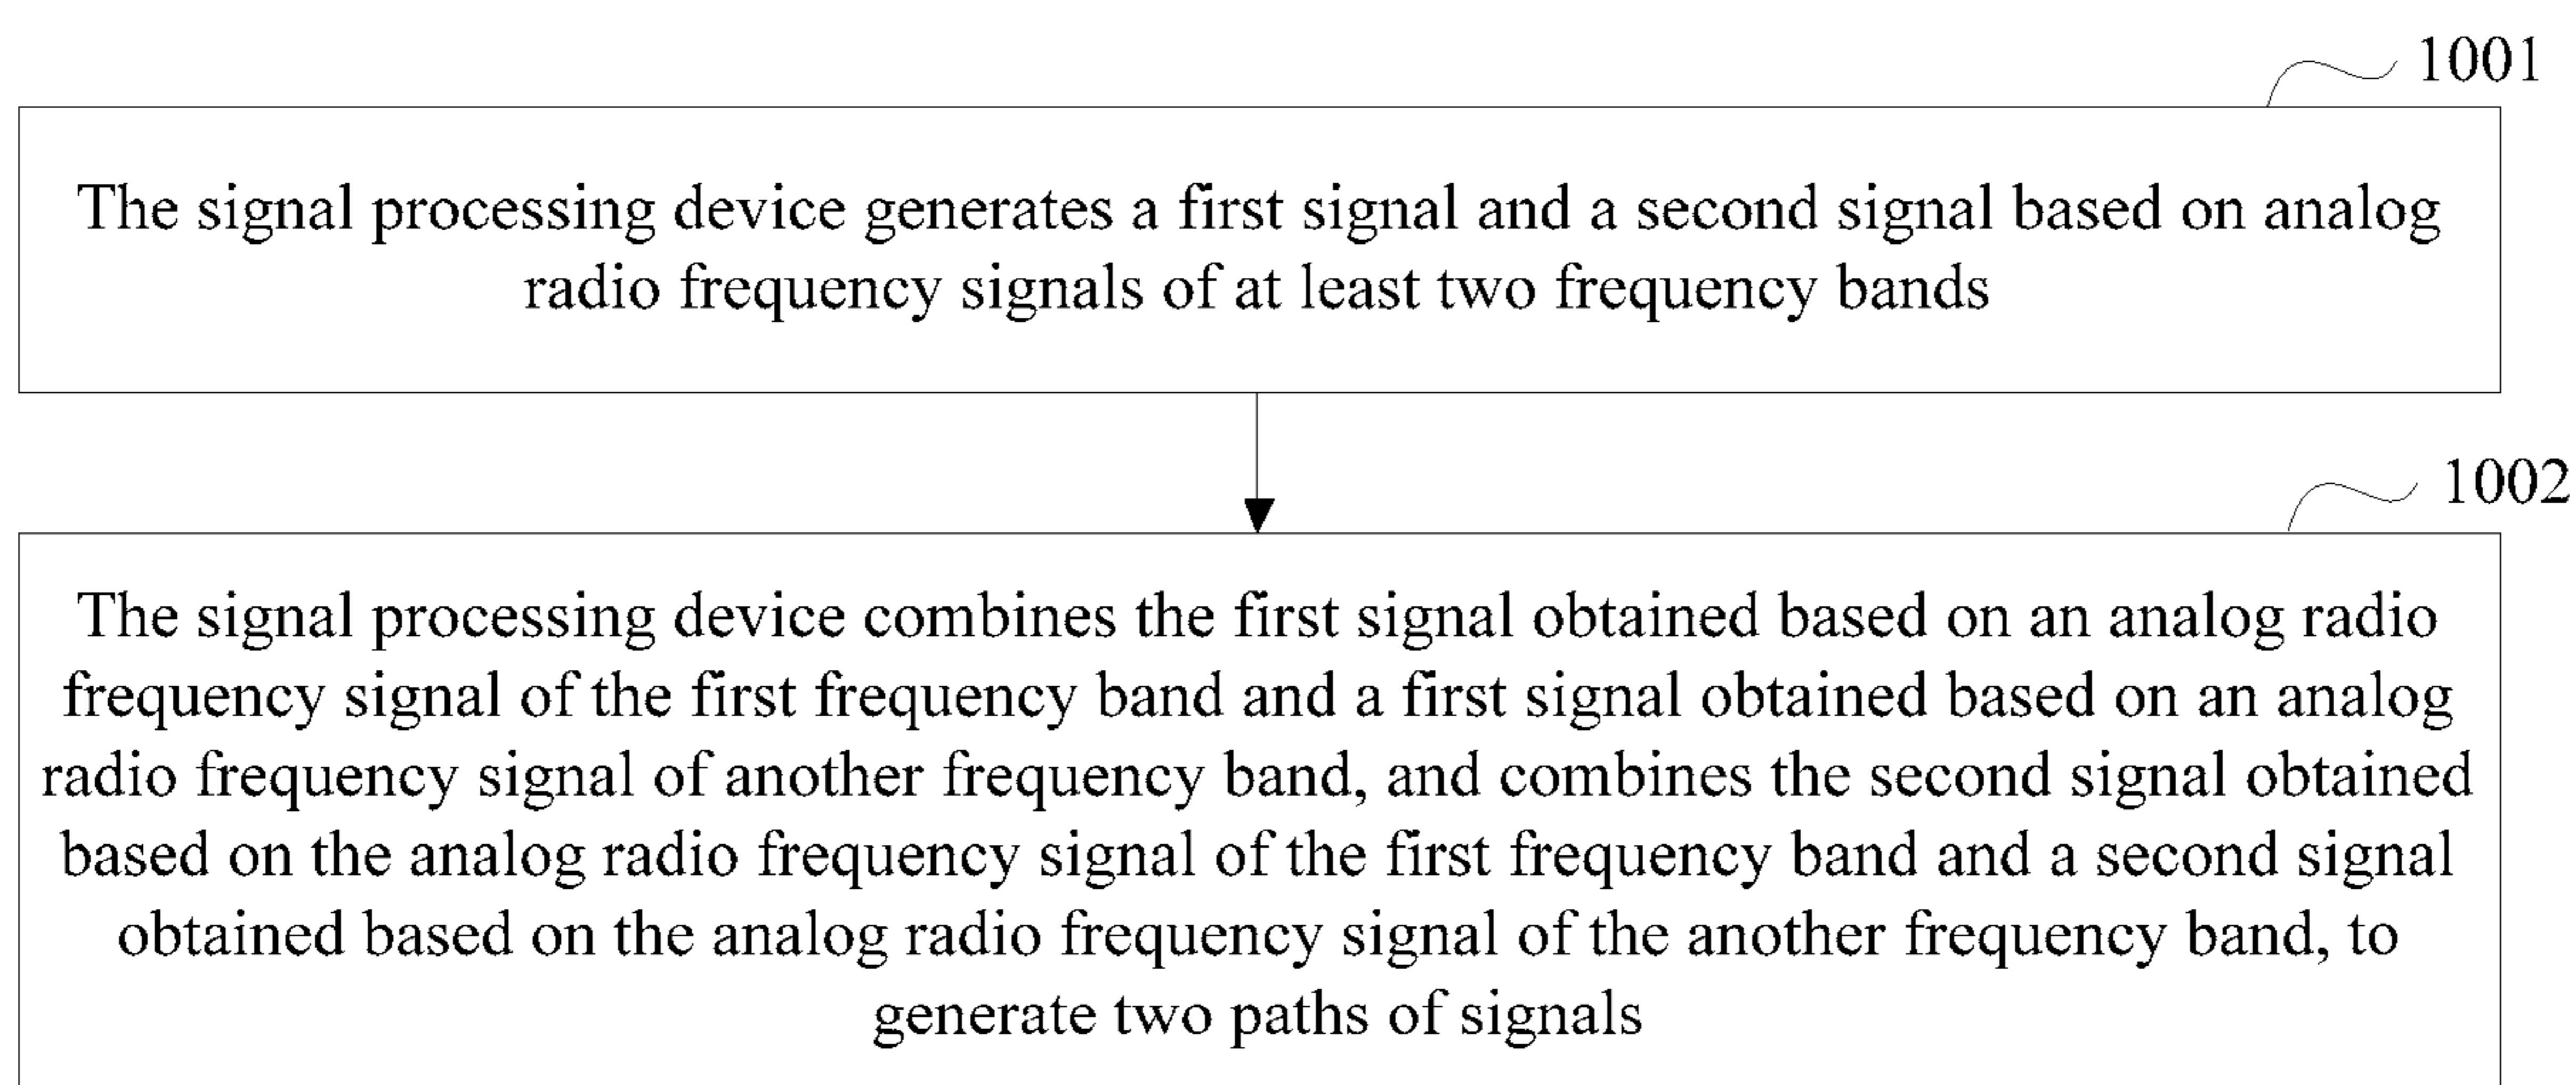 1001
The signal processing device generates a first signal and a second signal based on analog
radio frequency signals of at least two frequency bands
1002
The signal processing device combines the first signal obtained based on an analog radio
frequency signal of the first frequency band and a first signal obtained based on an analog
radio frequency signal of another frequency band, and combines the second signal obtained
based on the analog radio frequency signal of the first frequency band and a second signal
obtained based on the analog radio frequency signal of the another frequency band, to
generate two paths of signals